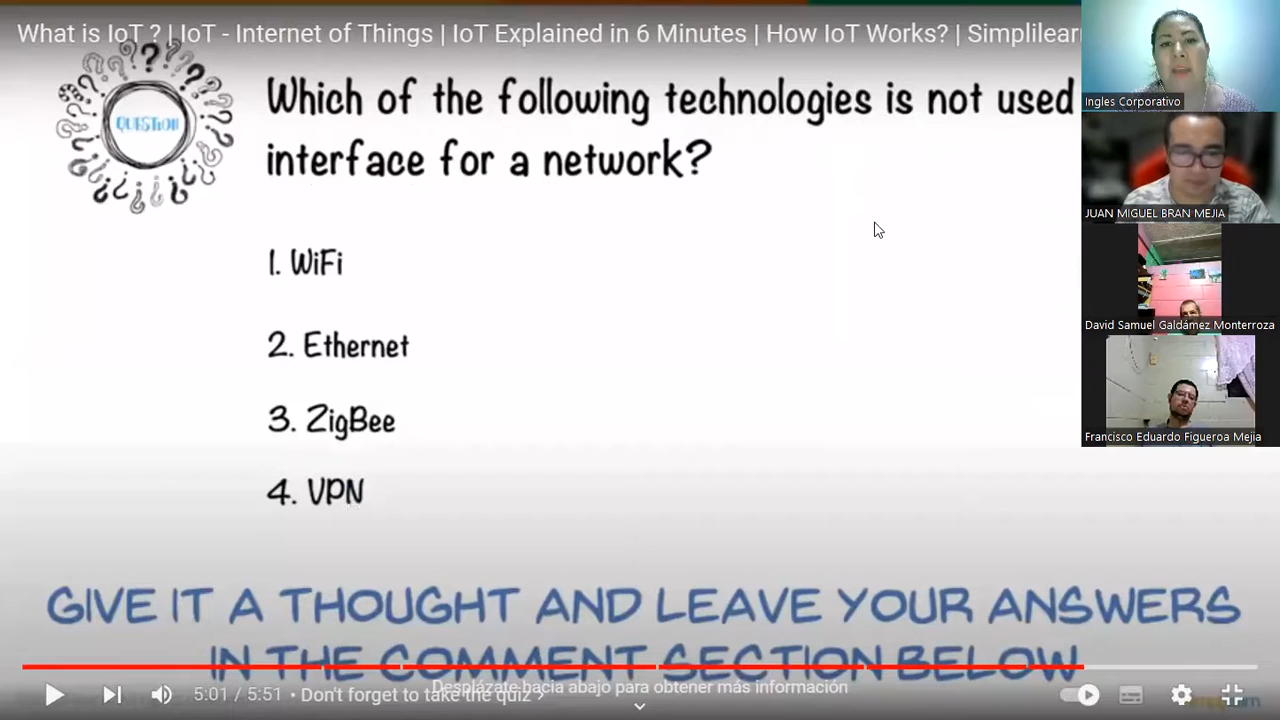 What is IoT ? | IoT - Internet of Things | IoT Explained in 6 Minutes | How IoT Works? | Simplilearn
QUESTION
Which of the following technologies is not used
interface for a network?
1. WiFi
2. Ethernet
3. ZigBee
4. VPN
GIVE IT A THOUGHT AND LEAVE YOUR ANSWERS
IN THE COMMENT SECTION BELOW
Desplázate hacia abajo para obtener más información
5:01 / 5:51 • Don't forget to take the quiz
Ingles Corporativo
JUAN MIGUEL BRAN MEJIA
David Samuel Galdámez Monterroza
Francisco Eduardo Figueroa Mejia